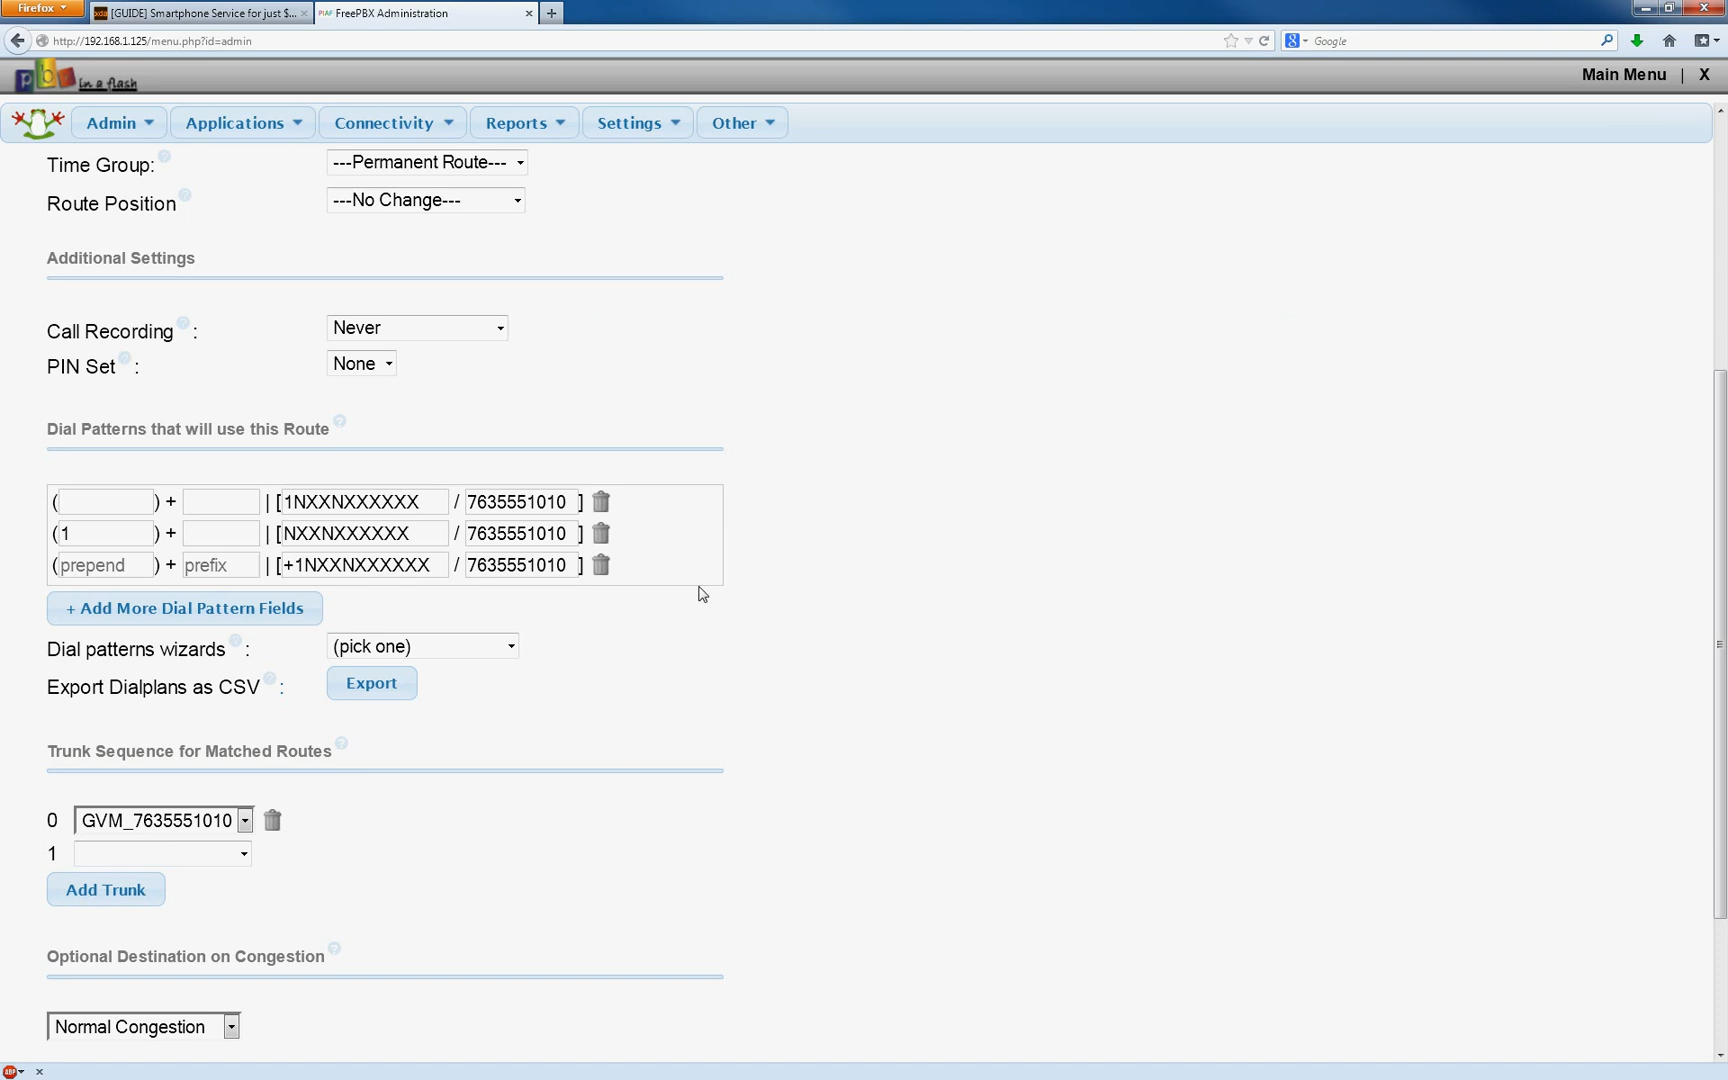 Firefox
xda [GUIDE] Smartphone Service for just $... ×
PIAF FreePBX Administration ×
http://192.168.1.125/menu.php?id=admin
Google
pbx in a flash
Main Menu | X
Admin Applications Connectivity Reports Settings Other
Time Group: ---Permanent Route---
Route Position ---No Change---
Additional Settings
Call Recording : Never
PIN Set : None
Dial Patterns that will use this Route
( ) + | [1NXXNXXXXXX / 7635551010 ]
(1 ) + | [NXXNXXXXXX / 7635551010 ]
(prepend ) + prefix | [+1NXXNXXXXXX / 7635551010 ]
+ Add More Dial Pattern Fields
Dial patterns wizards : (pick one)
Export Dialplans as CSV : Export
Trunk Sequence for Matched Routes
0 GVM_7635551010
1
Add Trunk
Optional Destination on Congestion
Normal Congestion
ABP ×